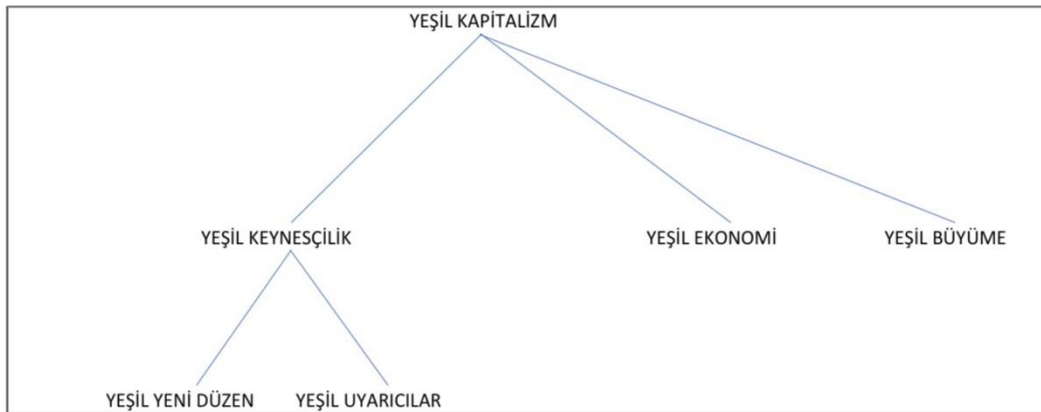 YEŞİL KAPİTALİZM
YEŞİL KEYNESÇİLİK
YEŞİL EKONOMİ
YEŞİL BÜYÜME
YEŞİL YENİ DÜZEN
YEŞİL UYARICILAR